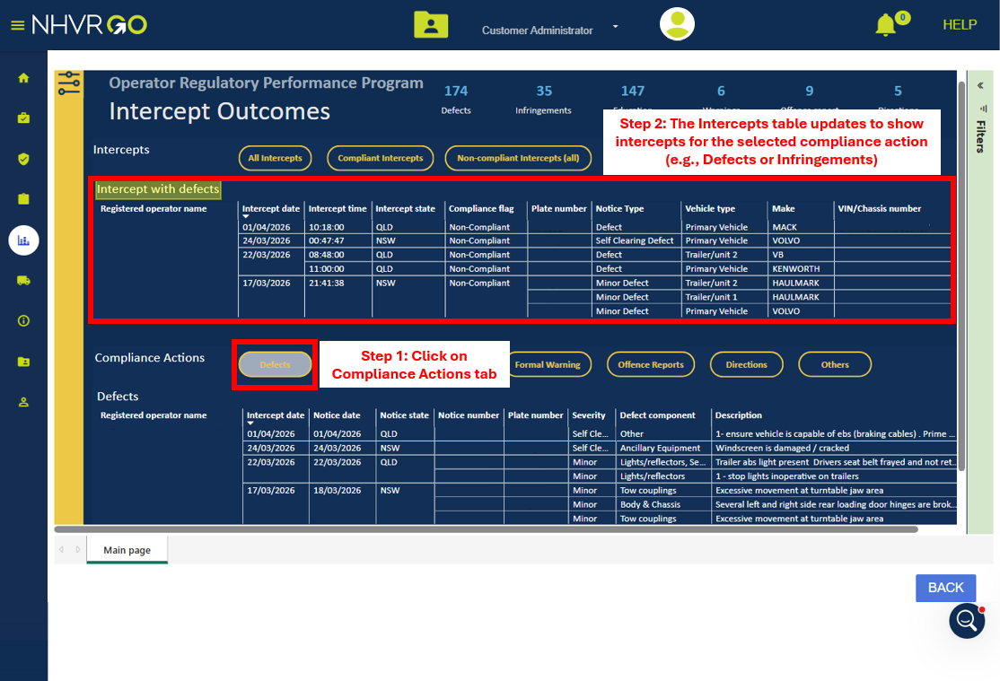 NHVR GO
Customer Administrator
0
HELP
Operator Regulatory Performance Program
Intercept Outcomes
174
Defects
35
Infringements
147
6
9
5
Step 2: The Intercepts table updates to show
intercepts for the selected compliance action
(e.g., Defects or Infringements)
Filters
Intercepts
All Intercepts
Compliant Intercepts
Non-compliant Intercepts (all)
Intercept with defects
Registered operator name Intercept date Intercept time Intercept state Compliance flag Plate number Notice Type Vehicle type Make VIN/Chassis number
01/04/2026 10:18:00 QLD Non-Compliant Defect Primary Vehicle MACK
24/03/2026 00:47:47 NSW Non-Compliant Self Clearing Defect Primary Vehicle VOLVO
22/03/2026 08:48:00 QLD Non-Compliant Defect Trailer/unit 2 VB
11:00:00 QLD Non-Compliant Defect Primary Vehicle KENWORTH
17/03/2026 21:41:38 NSW Non-Compliant Minor Defect Trailer/unit 2 HAULMARK
Minor Defect Trailer/unit 1 HAULMARK
Minor Defect Primary Vehicle VOLVO
Compliance Actions
Defects
Step 1: Click on
Compliance Actions tab
Formal Warning
Offence Reports
Directions
Others
Defects
Registered operator name Intercept date Notice date Notice state Notice number Plate number Severity Defect component Description
01/04/2026 01/04/2026 QLD Self Cle... Other 1- ensure vehicle is capable of ebs (braking cables) . Prime ...
24/03/2026 24/03/2026 NSW Self Cle... Ancillary Equipment Windscreen is damaged / cracked
22/03/2026 22/03/2026 QLD Minor Lights/reflectors, Se... Trailer abs light present Drivers seat belt frayed and not ret...
Minor Lights/reflectors 1 - stop lights inoperative on trailers
17/03/2026 18/03/2026 NSW Minor Tow couplings Excessive movement at turntable jaw area
Minor Body & Chassis Several left and right side rear loading door hinges are brok...
Minor Tow couplings Excessive movement at turntable jaw area
Main page
BACK